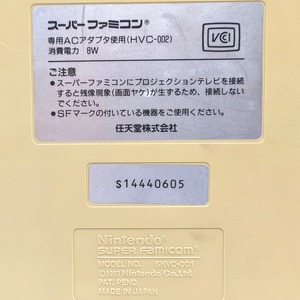 スーパーファミコン®
専用ACアダプタ使用(HVC-002)
消費電力 8W
VCCI
ご注意
●スーパーファミコンにプロジェクションテレビを接続
すると残像現象(画面ヤケ)が生ずるため、接続しない
でください。
●SFマークの付いている機器をご使用ください。
任天堂株式会社
S14440605
Nintendo®
SUPER FAMICOM®
MODEL NO. SHVC-001
©1990 Nintendo Co.,Ltd.
PAT. PEND.
MADE IN JAPAN